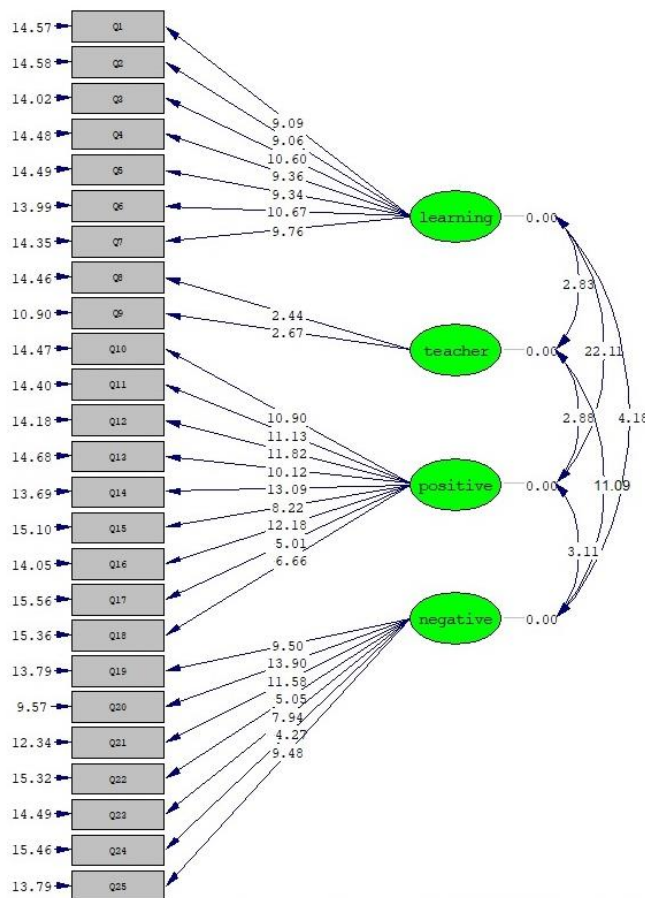 14.57 Q1
14.58 Q2
14.02 Q3
14.48 Q4
14.49 Q5
13.99 Q6
14.35 Q7
14.46 Q8
10.90 Q9
14.47 Q10
14.40 Q11
14.18 Q12
14.68 Q13
13.69 Q14
15.10 Q15
14.05 Q16
15.56 Q17
15.36 Q18
13.79 Q19
9.57 Q20
12.34 Q21
15.32 Q22
14.49 Q23
15.46 Q24
13.79 Q25
9.09
9.06
10.60
9.36
9.34
10.67
9.76
2.44
2.67
10.90
11.13
11.82
10.12
13.09
8.22
12.18
5.01
6.66
9.50
13.90
11.58
5.05
7.94
4.27
9.48
learning 0.00
teacher 0.00
positive 0.00
negative 0.00
2.83
22.11
2.88
4.18
11.09
3.11